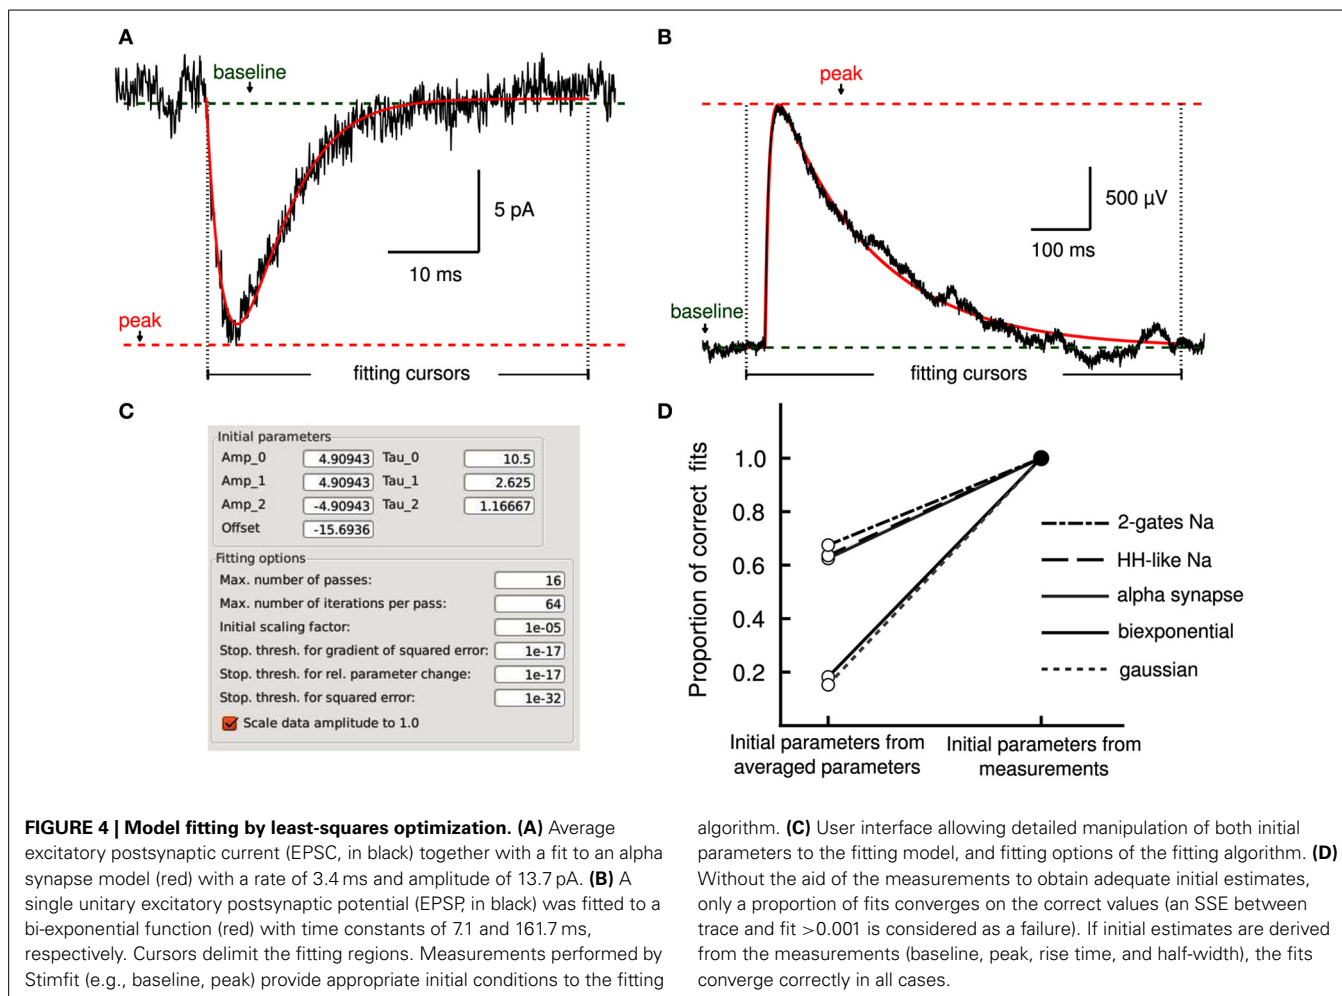 A
baseline
5 pA
10 ms
peak
fitting cursors
B
peak
500 µV
100 ms
baseline
fitting cursors
C
Initial parameters
Amp_0 4.90943 Tau_0 10.5
Amp_1 4.90943 Tau_1 2.625
Amp_2 -4.90943 Tau_2 1.16667
Offset -15.6936
Fitting options
Max. number of passes: 16
Max. number of iterations per pass: 64
Initial scaling factor: 1e-05
Stop. thresh. for gradient of squared error: 1e-17
Stop. thresh. for rel. parameter change: 1e-17
Stop. thresh. for squared error: 1e-32
Scale data amplitude to 1.0
D
Proportion of correct fits
1.0
0.8
0.6
0.4
0.2
2-gates Na
HH-like Na
alpha synapse
biexponential
gaussian
Initial parameters from
averaged parameters
Initial parameters from
measurements
FIGURE 4 | Model fitting by least-squares optimization. (A) Average
excitatory postsynaptic current (EPSC, in black) together with a fit to an alpha
synapse model (red) with a rate of 3.4 ms and amplitude of 13.7 pA. (B) A
single unitary excitatory postsynaptic potential (EPSP, in black) was fitted to a
bi-exponential function (red) with time constants of 7.1 and 161.7 ms,
respectively. Cursors delimit the fitting regions. Measurements performed by
Stimfit (e.g., baseline, peak) provide appropriate initial conditions to the fitting
algorithm. (C) User interface allowing detailed manipulation of both initial
parameters to the fitting model, and fitting options of the fitting algorithm. (D)
Without the aid of the measurements to obtain adequate initial estimates,
only a proportion of fits converges on the correct values (an SSE between
trace and fit >0.001 is considered as a failure). If initial estimates are derived
from the measurements (baseline, peak, rise time, and half-width), the fits
converge correctly in all cases.